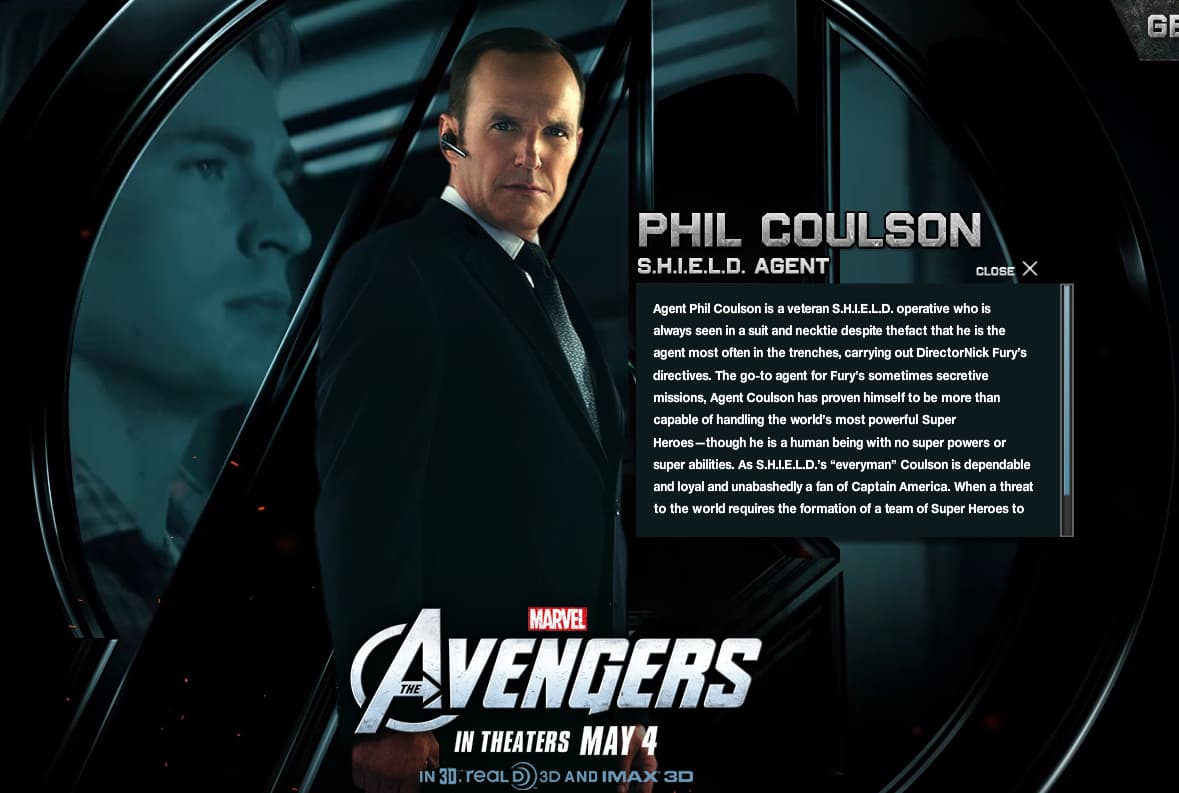 GE
PHIL COULSON
S.H.I.E.L.D. AGENT
CLOSE X
Agent Phil Coulson is a veteran S.H.I.E.L.D. operative who is
always seen in a suit and necktie despite thefact that he is the
agent most often in the trenches, carrying out DirectorNick Fury's
directives. The go-to agent for Fury's sometimes secretive
missions, Agent Coulson has proven himself to be more than
capable of handling the world's most powerful Super
Heroes—though he is a human being with no super powers or
super abilities. As S.H.I.E.L.D.'s “everyman” Coulson is dependable
and loyal and unabashedly a fan of Captain America. When a threat
to the world requires the formation of a team of Super Heroes to
MARVEL
THE AVENGERS
IN THEATERS MAY 4
IN 3D, REAL D 3D AND IMAX 3D